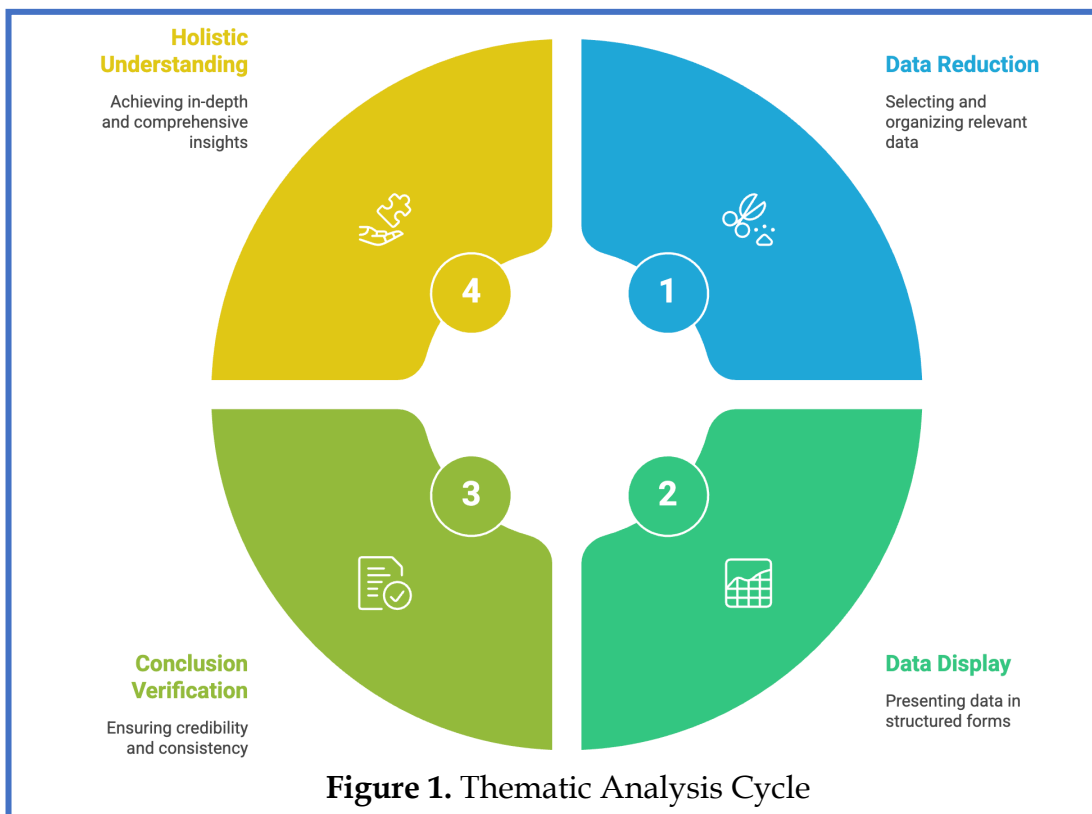 Holistic
Understanding
Achieving in-depth
and comprehensive
insights
Data Reduction
Selecting and
organizing relevant
data
4
1
3
2
Conclusion
Verification
Ensuring credibility
and consistency
Data Display
Presenting data in
structured forms
Figure 1. Thematic Analysis Cycle